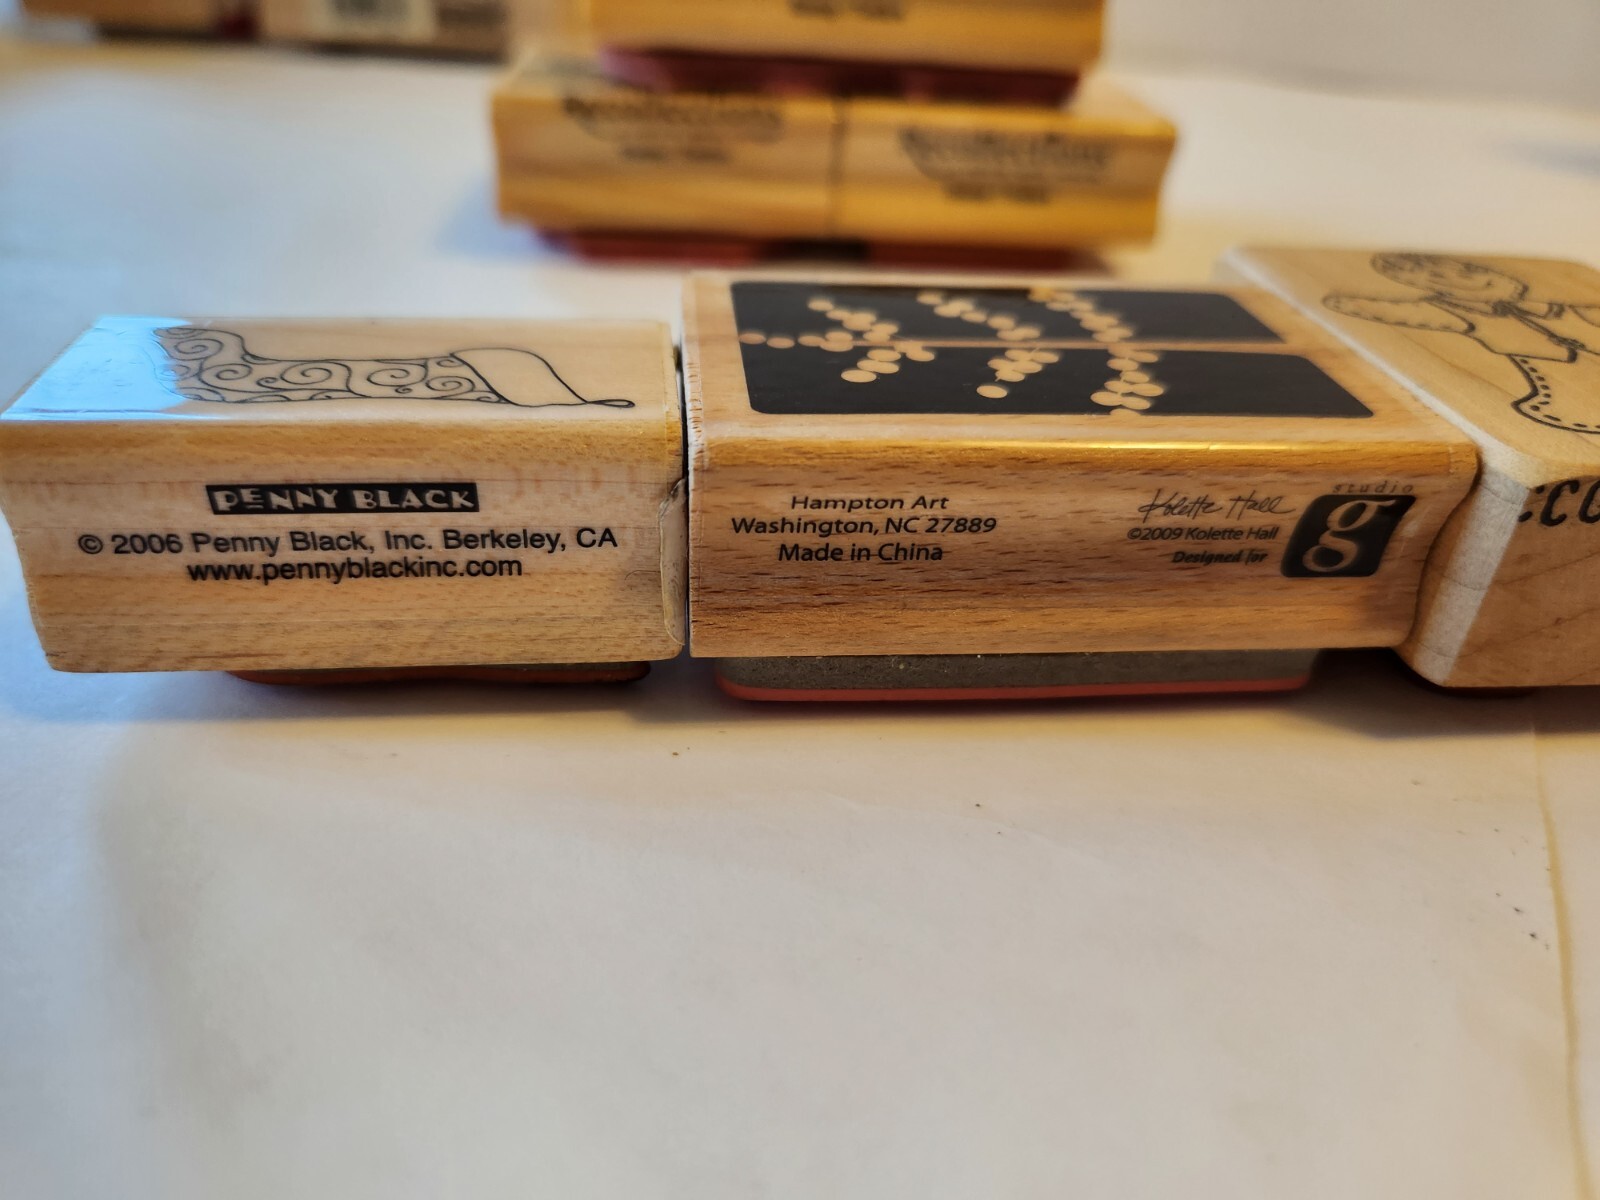 PENNY BLACK
© 2006 Penny Black, Inc. Berkeley, CA
www.pennyblackinc.com
Hampton Art
Washington, NC 27889
Made in China
Kolette Hall
©2009 Kolette Hall
Designed for
studio
g